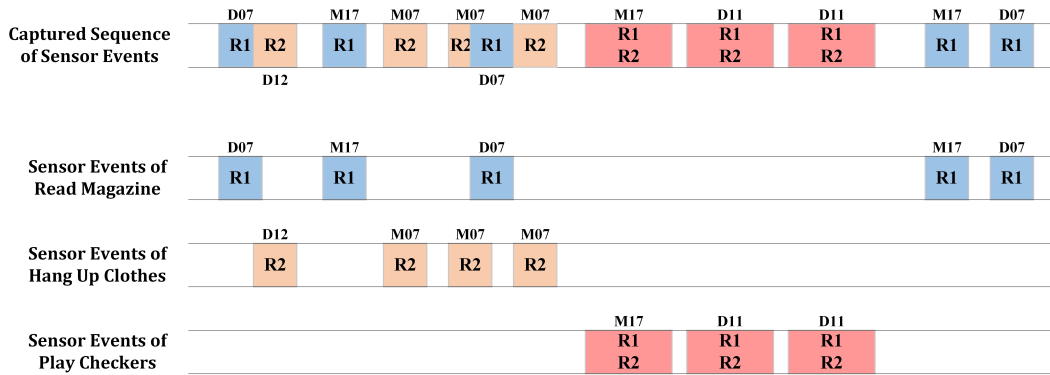 D07 M17 M07 M07 M07 M17 D11 D11 M17 D07
Captured Sequence of Sensor Events
R1 R2 R1 R2 R2 R1 R2 R1 R2 R1 R2 R1 R2 R1 R1
D12 D07
D07 M17 D07 M17 D07
Sensor Events of
Read Magazine
R1 R1 R1 R1 R1
D12 M07 M07 M07
Sensor Events of
Hang Up Clothes
R2 R2 R2 R2
M17 D11 D11
Sensor Events of
Play Checkers
R1 R1 R1
R2 R2 R2